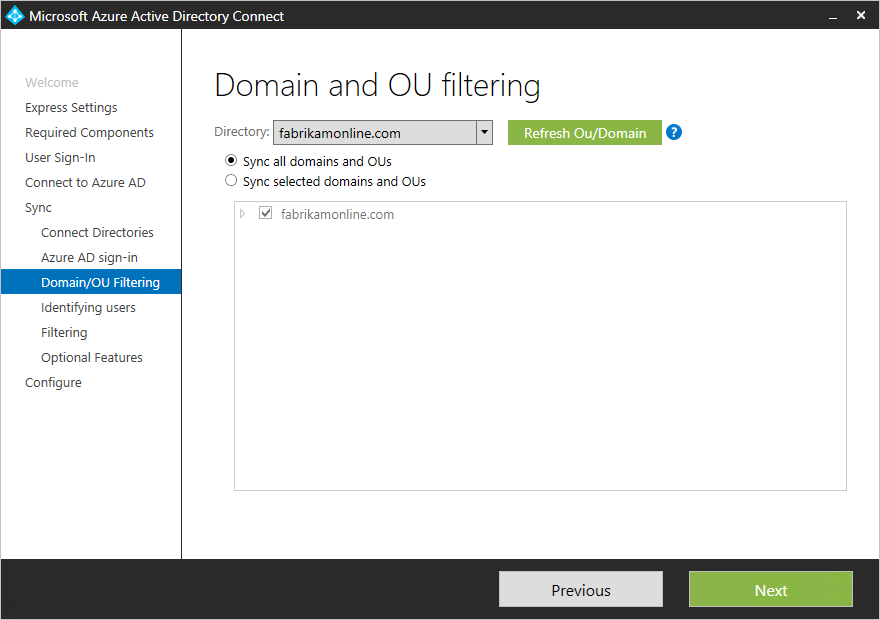 Microsoft Azure Active Directory Connect
Welcome
Express Settings
Required Components
User Sign-In
Connect to Azure AD
Sync
Connect Directories
Azure AD sign-in
Domain/OU Filtering
Identifying users
Filtering
Optional Features
Configure
Domain and OU filtering
Directory: fabrikamonline.com Refresh Ou/Domain ?
Sync all domains and OUs
Sync selected domains and OUs
fabrikamonline.com
Previous Next